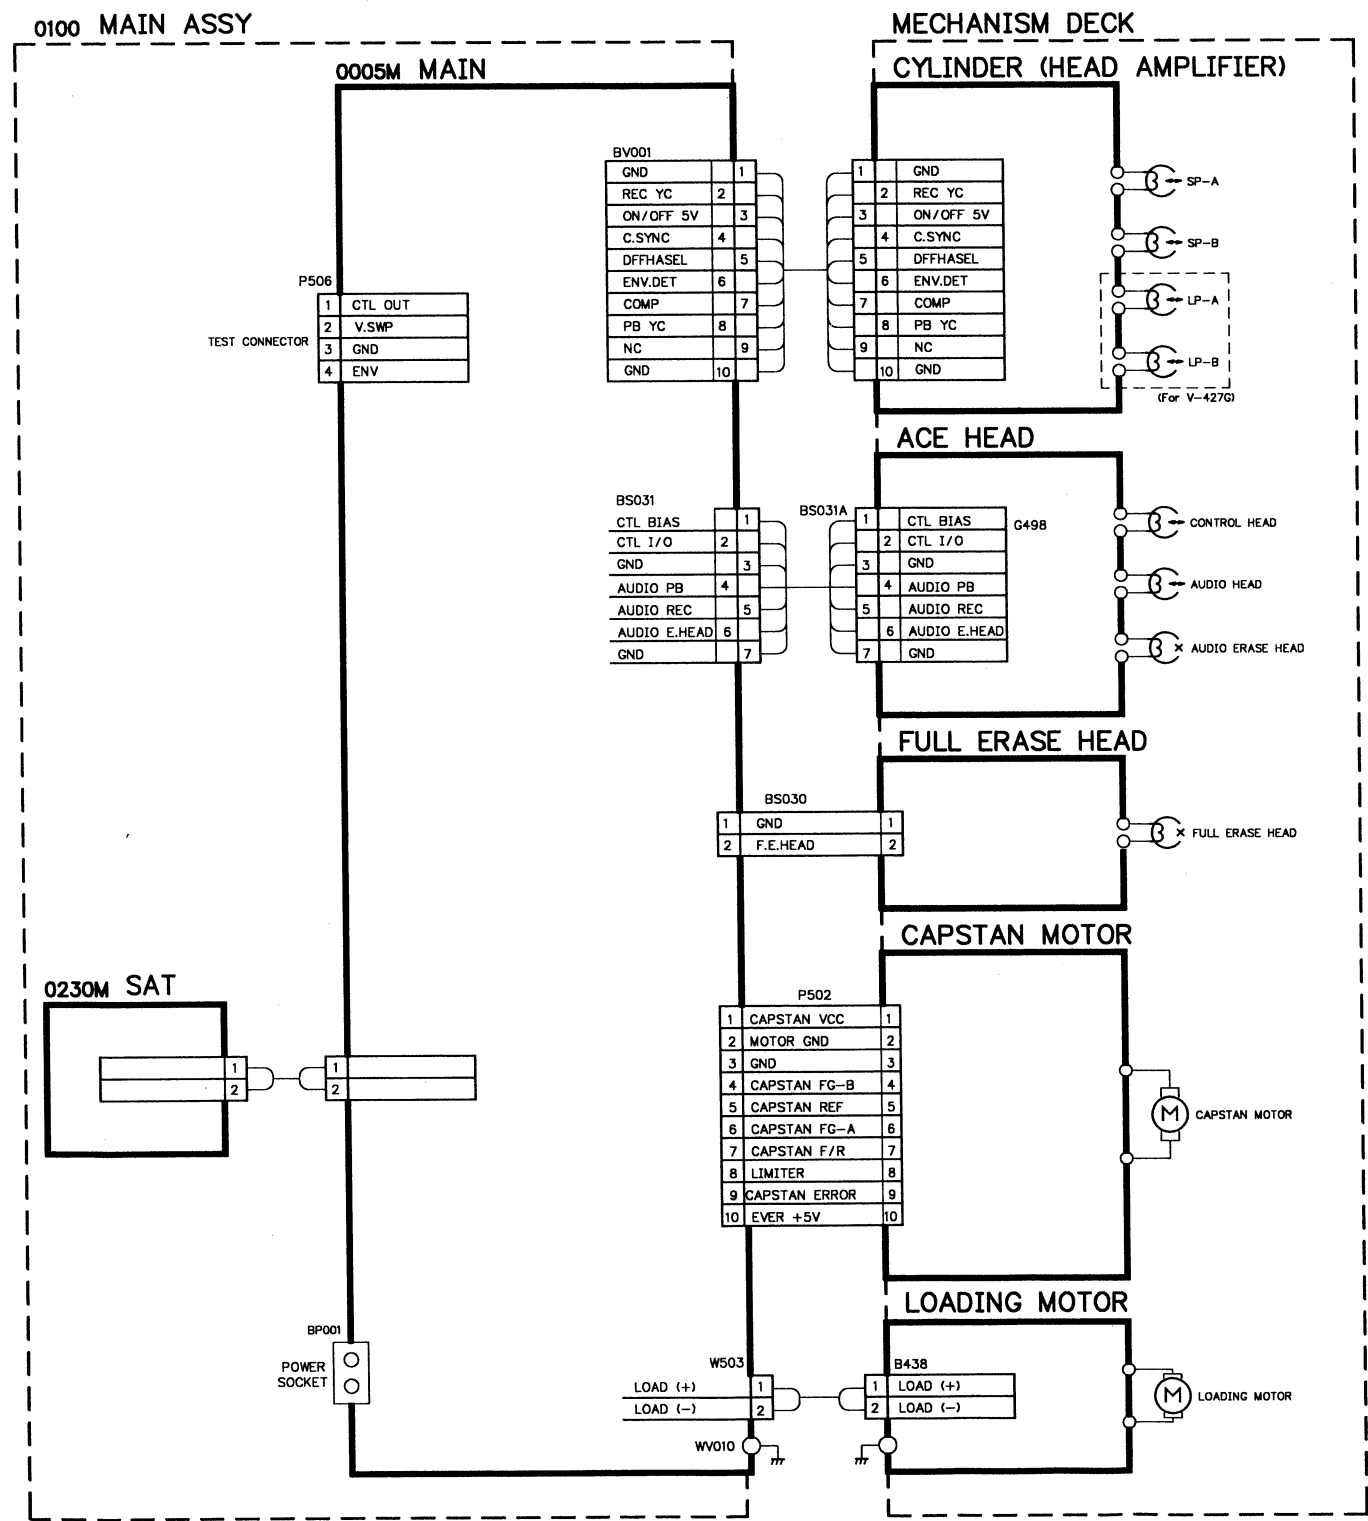 0100 MAIN ASSY
MECHANISM DECK
0005M MAIN
CYLINDER (HEAD AMPLIFIER)
BV001
GND 1
REC YC 2
ON/OFF 5V 3
C.SYNC 4
DFFHASEL 5
ENV.DET 6
COMP 7
PB YC 8
NC 9
GND 10
1 GND
2 REC YC
3 ON/OFF 5V
4 C.SYNC
5 DFFHASEL
6 ENV.DET
7 COMP
8 PB YC
9 NC
10 GND
SP-A
SP-B
LP-A
LP-B
(For V-427G)
P506
TEST CONNECTOR
1 CTL OUT
2 V.SWP
3 GND
4 ENV
ACE HEAD
BS031
CTL BIAS 1
CTL I/O 2
GND 3
AUDIO PB 4
AUDIO REC 5
AUDIO E.HEAD 6
GND 7
BS031A
1 CTL BIAS
2 CTL I/O
3 GND
4 AUDIO PB
5 AUDIO REC
6 AUDIO E.HEAD
7 GND
G498
CONTROL HEAD
AUDIO HEAD
AUDIO ERASE HEAD
FULL ERASE HEAD
BS030
1 GND 1
2 F.E.HEAD 2
FULL ERASE HEAD
CAPSTAN MOTOR
0230M SAT
1
2
1
2
P502
1 CAPSTAN VCC 1
2 MOTOR GND 2
3 GND 3
4 CAPSTAN FG-B 4
5 CAPSTAN REF 5
6 CAPSTAN FG-A 6
7 CAPSTAN F/R 7
8 LIMITER 8
9 CAPSTAN ERROR 9
10 EVER +5V 10
M
CAPSTAN MOTOR
LOADING MOTOR
BP001
POWER
SOCKET
W503
LOAD (+) 1
LOAD (-) 2
B438
1 LOAD (+)
2 LOAD (-)
M
LOADING MOTOR
WV010